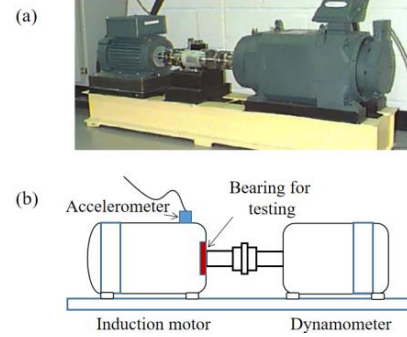 (a)
(b)
Bearing for
testing
Accelerometer
Induction motor
Dynamometer